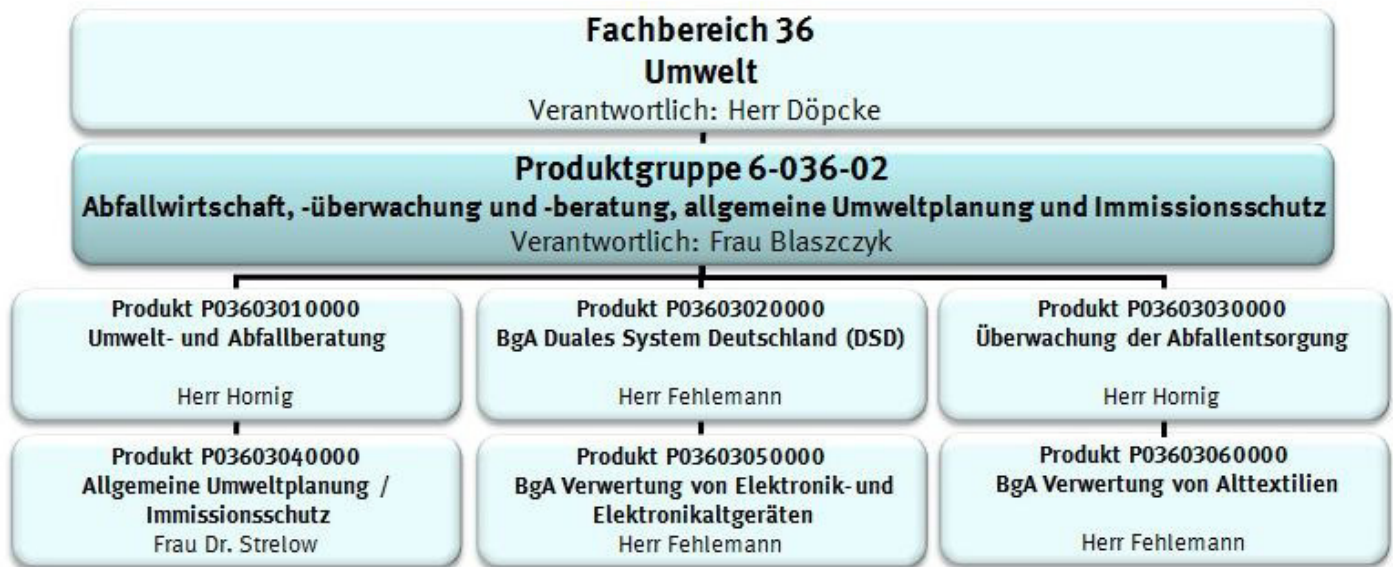 Fachbereich 36
Umwelt
Verantwortlich: Herr Döpcke
Produktgruppe 6-036-02
Abfallwirtschaft, -überwachung und -beratung, allgemeine Umweltplanung und Immissionsschutz
Verantwortlich: Frau Blaszczyk
Produkt P03603010000
Umwelt- und Abfallberatung
Herr Hornig
Produkt P03603020000
BgA Duales System Deutschland (DSD)
Herr Fehlemann
Produkt P03603030000
Überwachung der Abfallentsorgung
Herr Hornig
Produkt P03603040000
Allgemeine Umweltplanung /
Immissionsschutz
Frau Dr. Strelow
Produkt P03603050000
BgA Verwertung von Elektronik- und
Elektronikaltgeräten
Herr Fehlemann
Produkt P03603060000
BgA Verwertung von Alttextilien
Herr Fehlemann